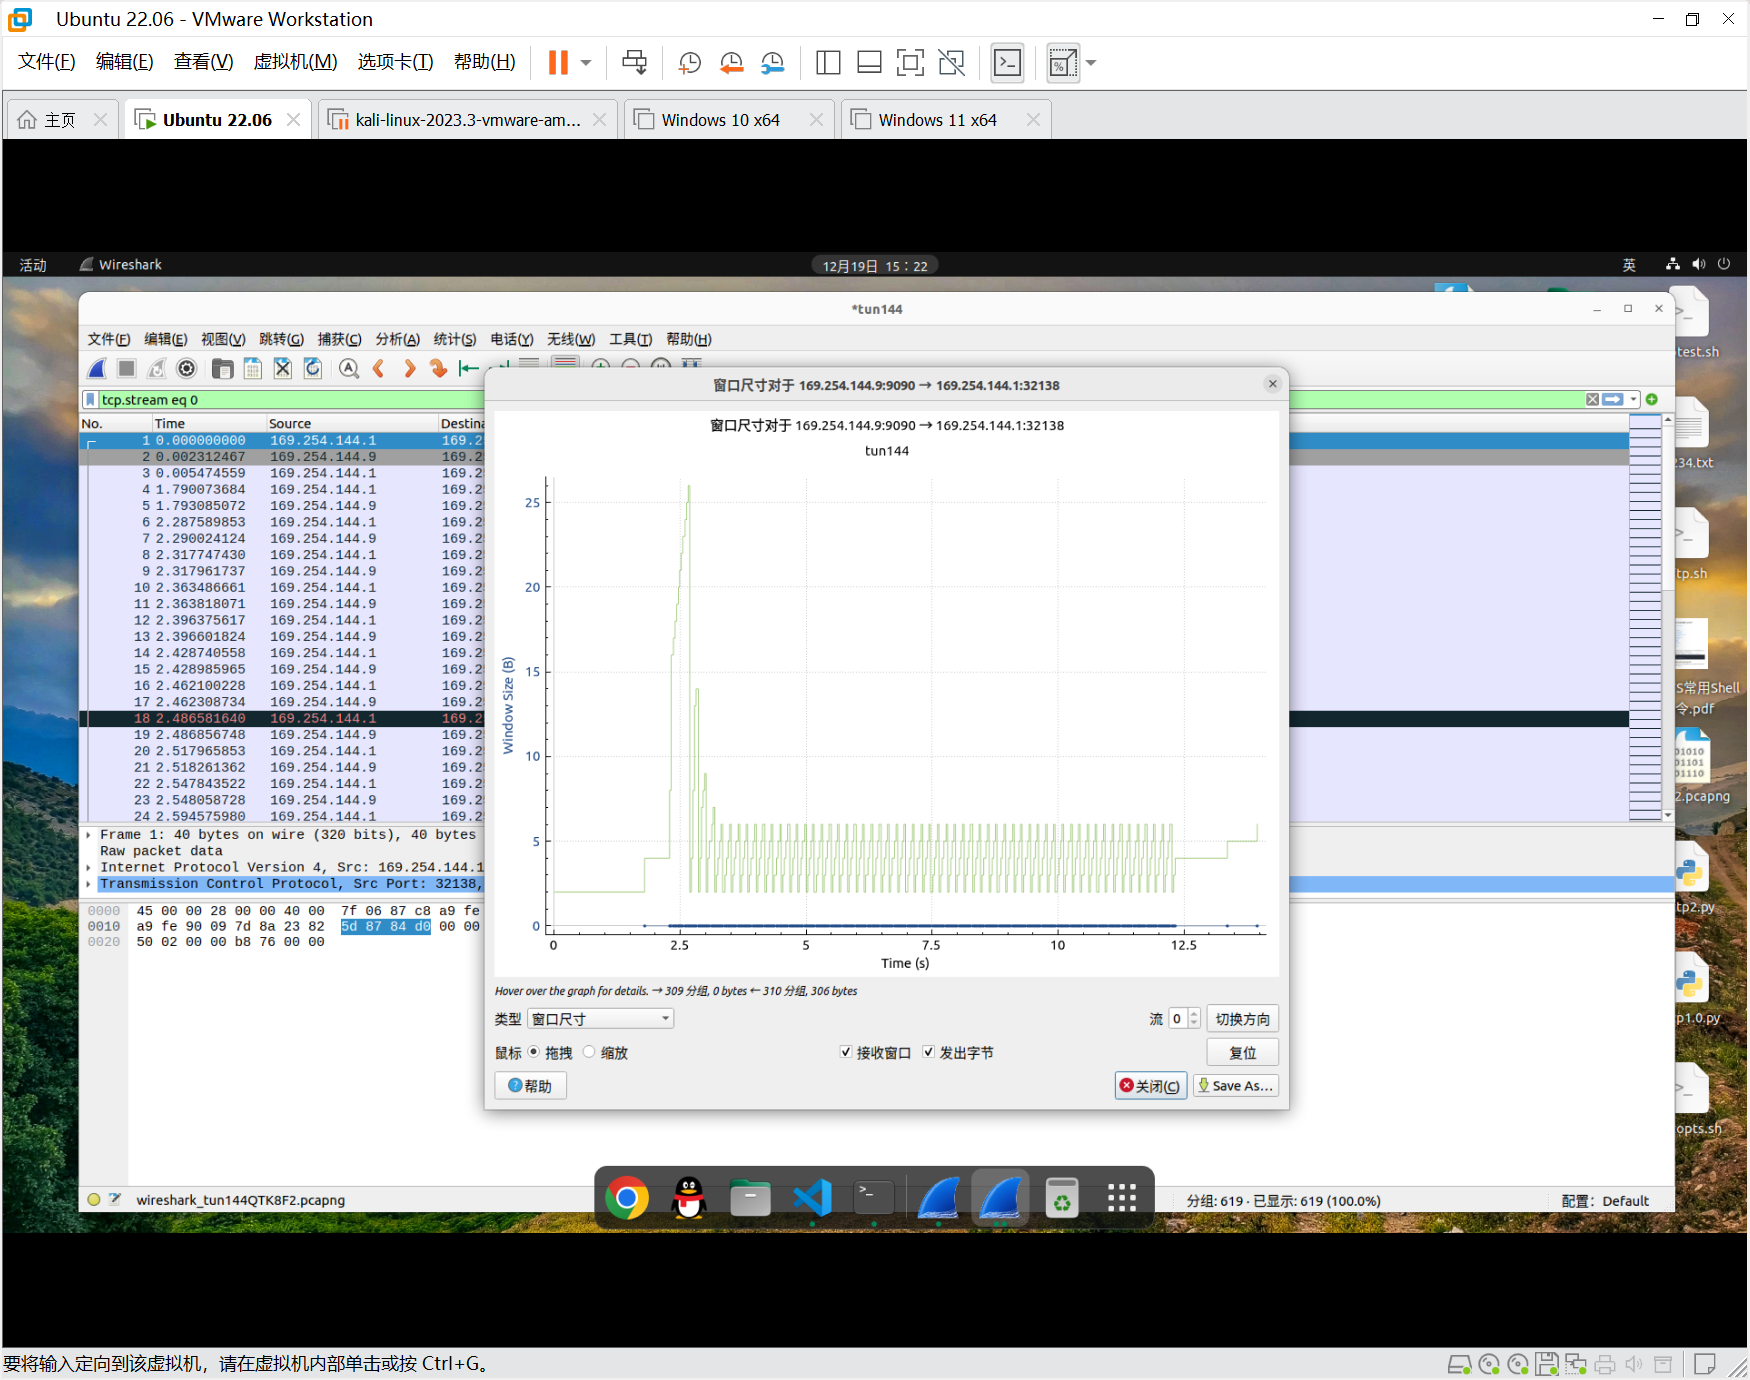 Ubuntu 22.06 - VMware Workstation
文件(F) 编辑(E) 查看(V) 虚拟机(M) 选项卡(T) 帮助(H)
主页 Ubuntu 22.06 kali-linux-2023.3-vmware-am... Windows 10 x64 Windows 11 x64
活动 Wireshark 12月19日 15：22 英
*tun144
文件(F) 编辑(E) 视图(V) 跳转(G) 捕获(C) 分析(A) 统计(S) 电话(Y) 无线(W) 工具(T) 帮助(H)
tcp.stream eq 0
No. Time Source Destina
1 0.000000000 169.254.144.1 169.2
2 0.002312467 169.254.144.9 169.2
3 0.005474559 169.254.144.1 169.2
4 1.790073684 169.254.144.1 169.2
5 1.793085072 169.254.144.9 169.2
6 2.287589853 169.254.144.1 169.2
7 2.290024124 169.254.144.9 169.2
8 2.317747430 169.254.144.1 169.2
9 2.317961737 169.254.144.9 169.2
10 2.363486661 169.254.144.1 169.2
11 2.363818071 169.254.144.9 169.2
12 2.396375617 169.254.144.1 169.2
13 2.396601824 169.254.144.9 169.2
14 2.428740558 169.254.144.1 169.2
15 2.428985965 169.254.144.9 169.2
16 2.462100228 169.254.144.1 169.2
17 2.462308734 169.254.144.9 169.2
18 2.486581640 169.254.144.1 169.2
19 2.486856748 169.254.144.9 169.2
20 2.517965853 169.254.144.1 169.2
21 2.518261362 169.254.144.9 169.2
22 2.547843522 169.254.144.1 169.2
23 2.548058728 169.254.144.9 169.2
24 2.594575980 169.254.144.1 169.2
Frame 1: 40 bytes on wire (320 bits), 40 bytes
Raw packet data
Internet Protocol Version 4, Src: 169.254.144.1
Transmission Control Protocol, Src Port: 32138,
0000 45 00 00 28 00 00 40 00 7f 06 87 c8 a9 fe
0010 a9 fe 90 09 7d 8a 23 82 5d 87 84 d0 00 00
0020 50 02 00 00 b8 76 00 00
窗口尺寸对于 169.254.144.9:9090 → 169.254.144.1:32138
窗口尺寸对于 169.254.144.9:9090 → 169.254.144.1:32138
tun144
25
20
15
10
5
0
Window Size (B)
0 2.5 5 7.5 10 12.5
Time (s)
Hover over the graph for details. → 309 分组, 0 bytes ← 310 分组, 306 bytes
类型 窗口尺寸 流 0 切换方向
鼠标 拖拽 缩放 接收窗口 发出字节 复位
帮助 关闭(C) Save As...
test.sh
234.txt
tp.sh
S常用Shell
令.pdf
01010
01101
01110
2.pcapng
tp2.py
p1.0.py
opts.sh
wireshark_tun144QTK8F2.pcapng 分组: 619 · 已显示: 619 (100.0%) 配置: Default
要将输入定向到该虚拟机，请在虚拟机内部单击或按 Ctrl+G。